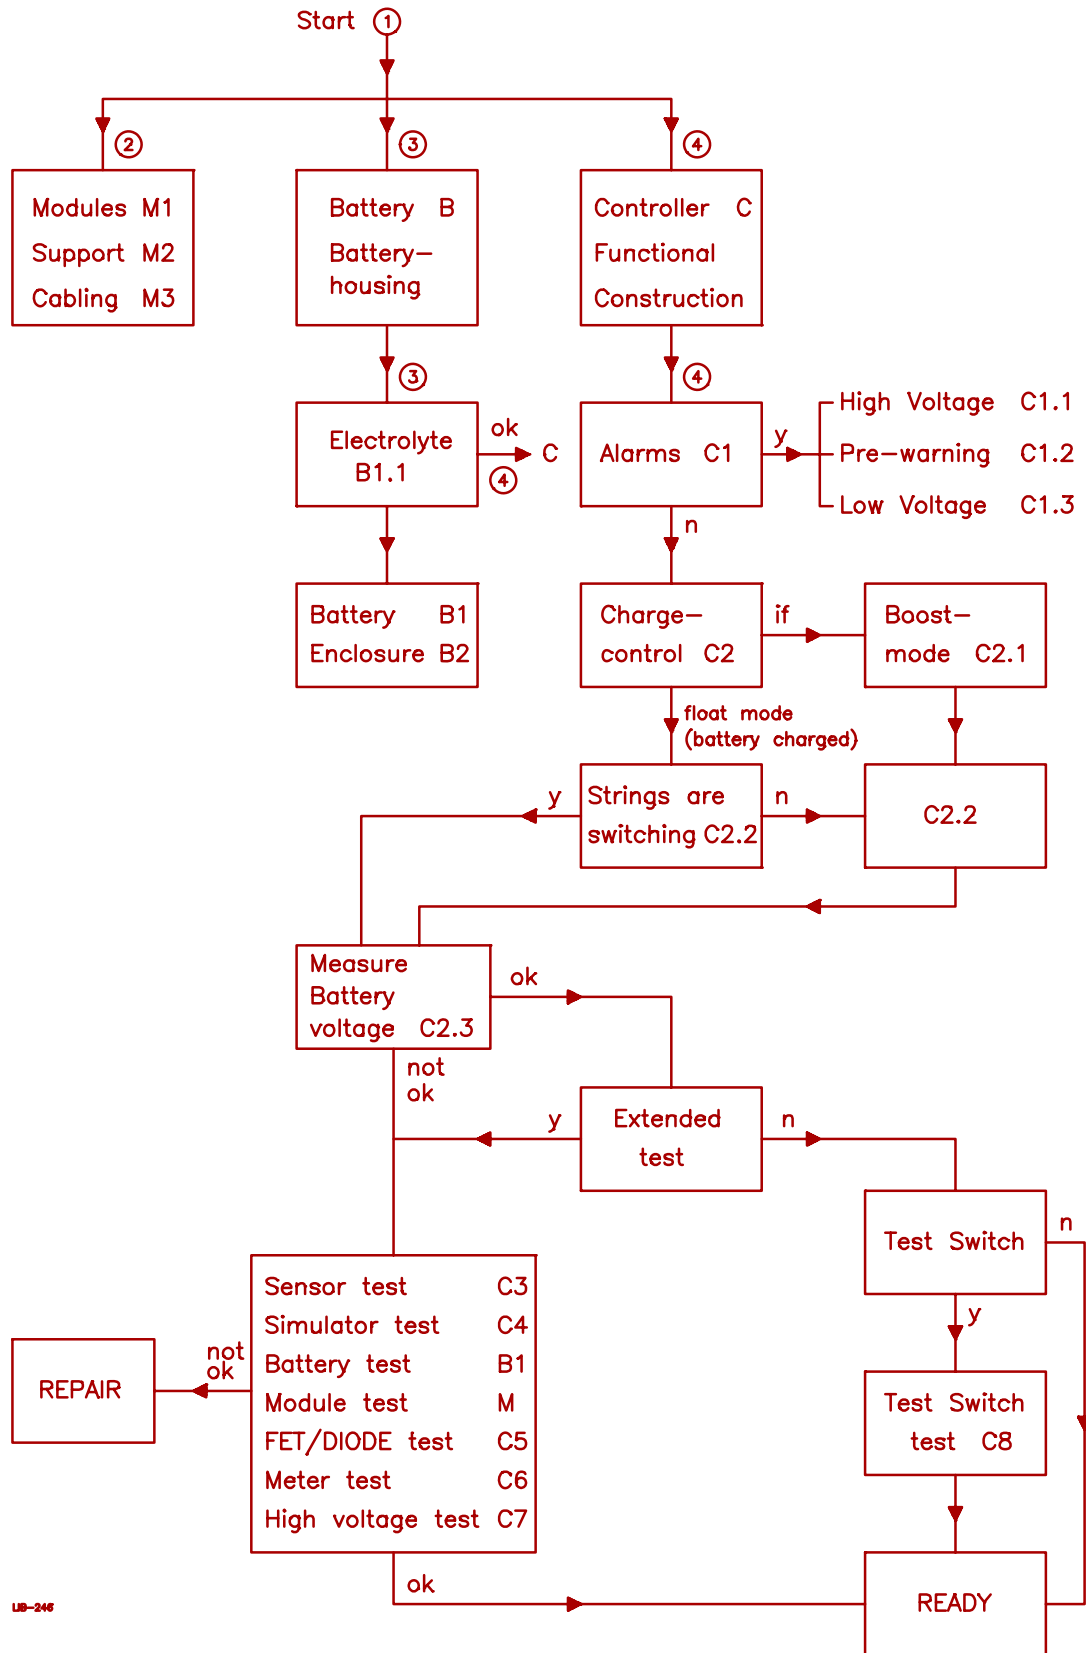 Start 1
2
3
4
Modules M1
Support M2
Cabling M3
Battery B
Battery-
housing
Controller C
Functional
Construction
3
4
Electrolyte
B1.1
ok
C
4
Alarms C1
y
High Voltage C1.1
Pre-warning C1.2
Low Voltage C1.3
n
Battery B1
Enclosure B2
Charge-
control C2
if
Boost-
mode C2.1
float mode
(battery charged)
y
Strings are
switching C2.2
n
C2.2
Measure
Battery
voltage C2.3
ok
not
ok
y
Extended
test
n
Test Switch
n
y
Sensor test C3
Simulator test C4
Battery test B1
Module test M
FET/DIODE test C5
Meter test C6
High voltage test C7
not
ok
REPAIR
Test Switch
test C8
ok
READY